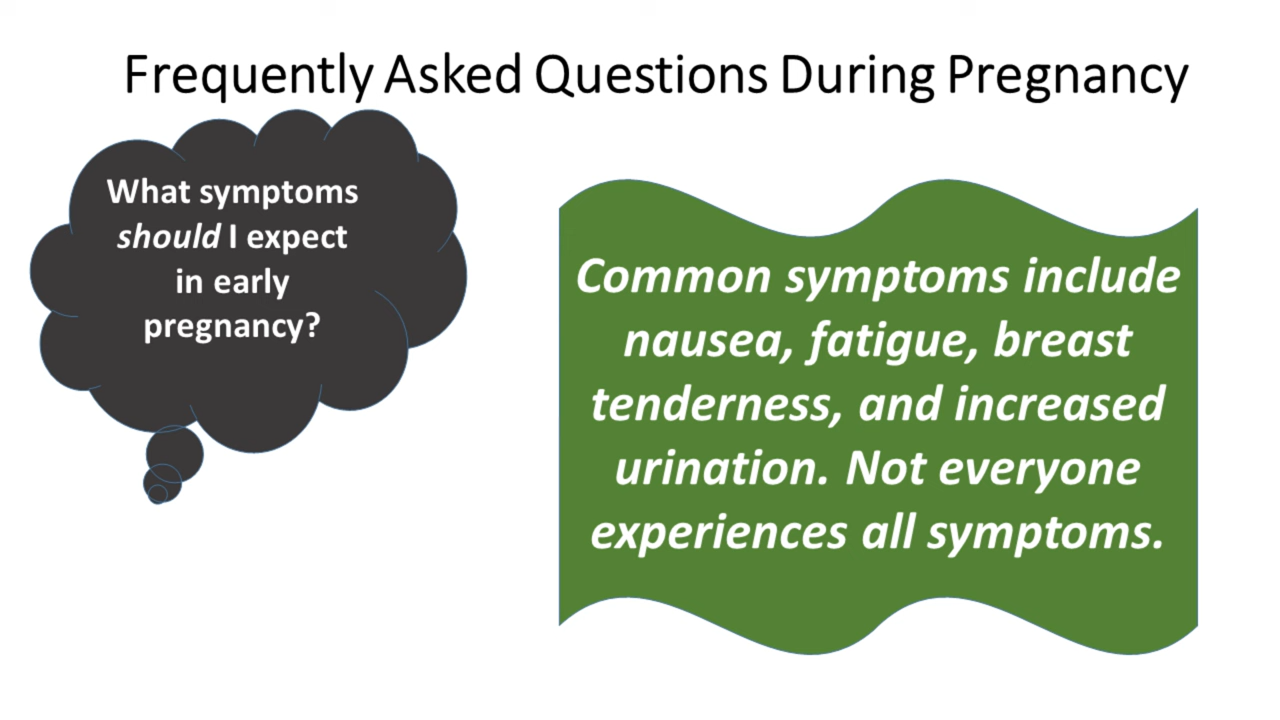 Frequently Asked Questions During Pregnancy
What symptoms
should I expect
in early
pregnancy?
Common symptoms include
nausea, fatigue, breast
tenderness, and increased
urination. Not everyone
experiences all symptoms.